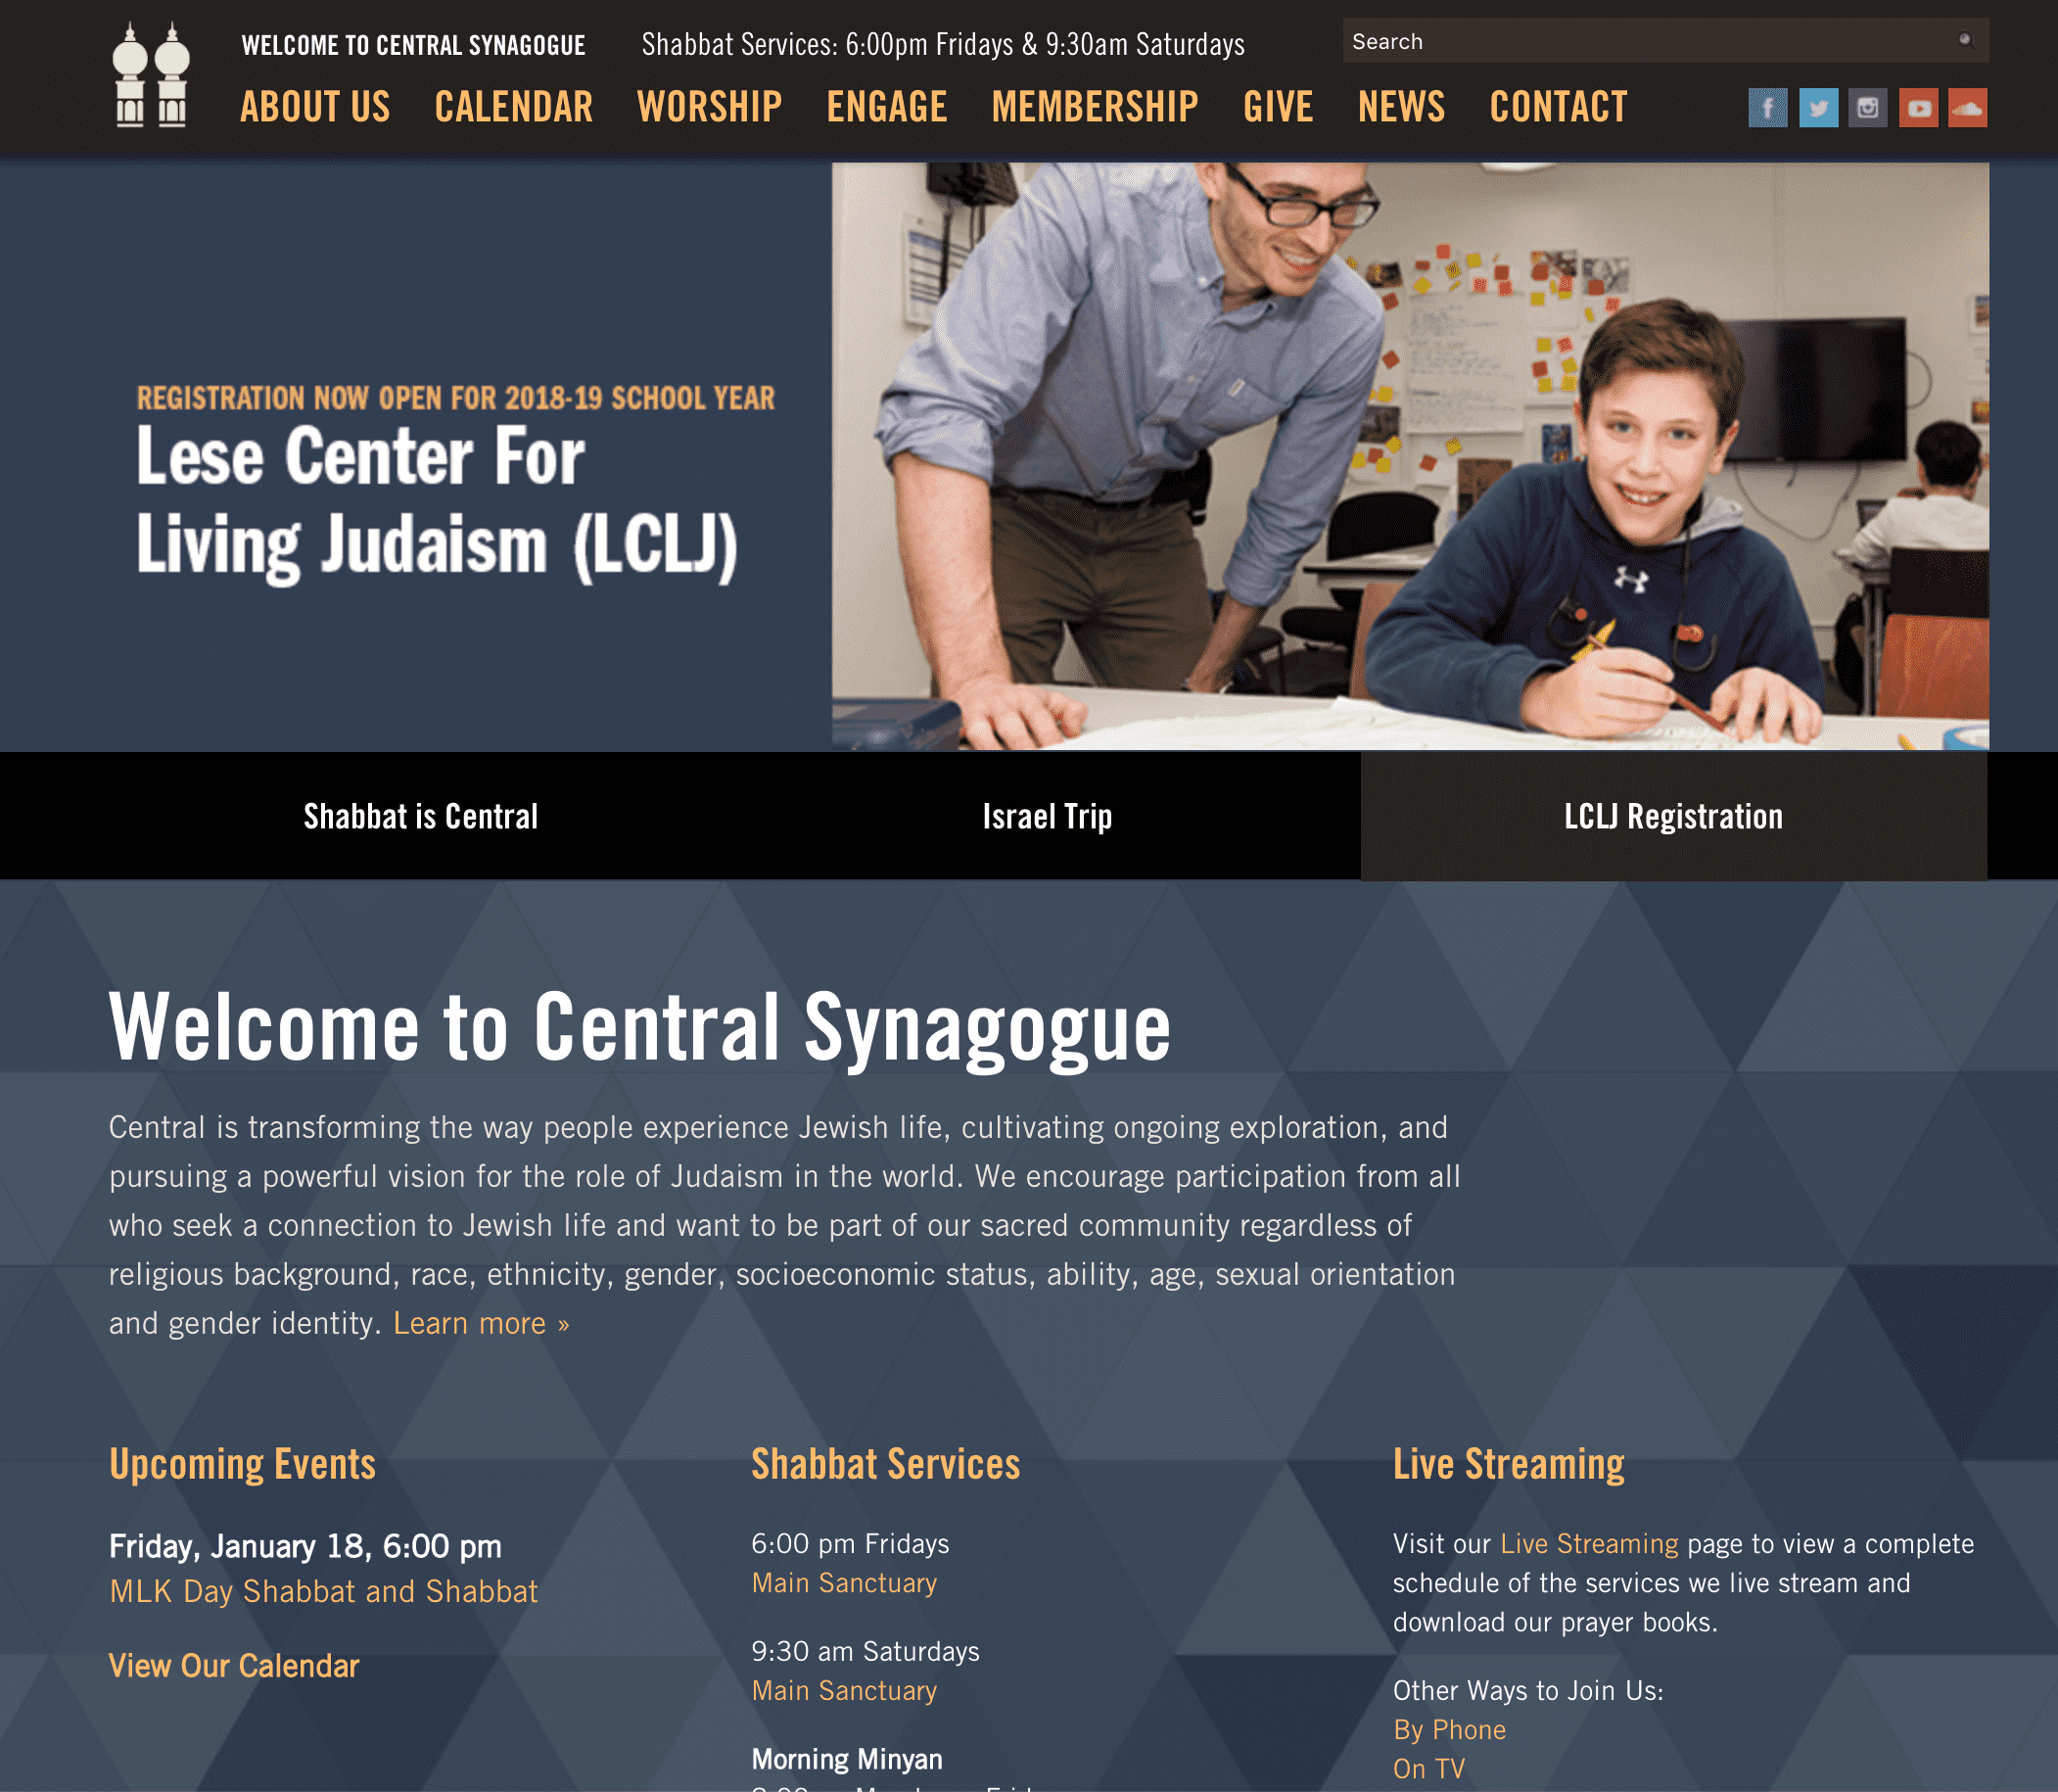 WELCOME TO CENTRAL SYNAGOGUE
Shabbat Services: 6:00pm Fridays & 9:30am Saturdays
Search
ABOUT US
CALENDAR
WORSHIP
ENGAGE
MEMBERSHIP
GIVE
NEWS
CONTACT
REGISTRATION NOW OPEN FOR 2018-19 SCHOOL YEAR
Lese Center For
Living Judaism (LCLJ)
Shabbat is Central
Israel Trip
LCLJ Registration
Welcome to Central Synagogue
Central is transforming the way people experience Jewish life, cultivating ongoing exploration, and
pursuing a powerful vision for the role of Judaism in the world. We encourage participation from all
who seek a connection to Jewish life and want to be part of our sacred community regardless of
religious background, race, ethnicity, gender, socioeconomic status, ability, age, sexual orientation
and gender identity. Learn more »
Upcoming Events
Friday, January 18, 6:00 pm
MLK Day Shabbat and Shabbat
View Our Calendar
Shabbat Services
6:00 pm Fridays
Main Sanctuary
9:30 am Saturdays
Main Sanctuary
Morning Minyan
Live Streaming
Visit our Live Streaming page to view a complete
schedule of the services we live stream and
download our prayer books.
Other Ways to Join Us:
By Phone
On TV